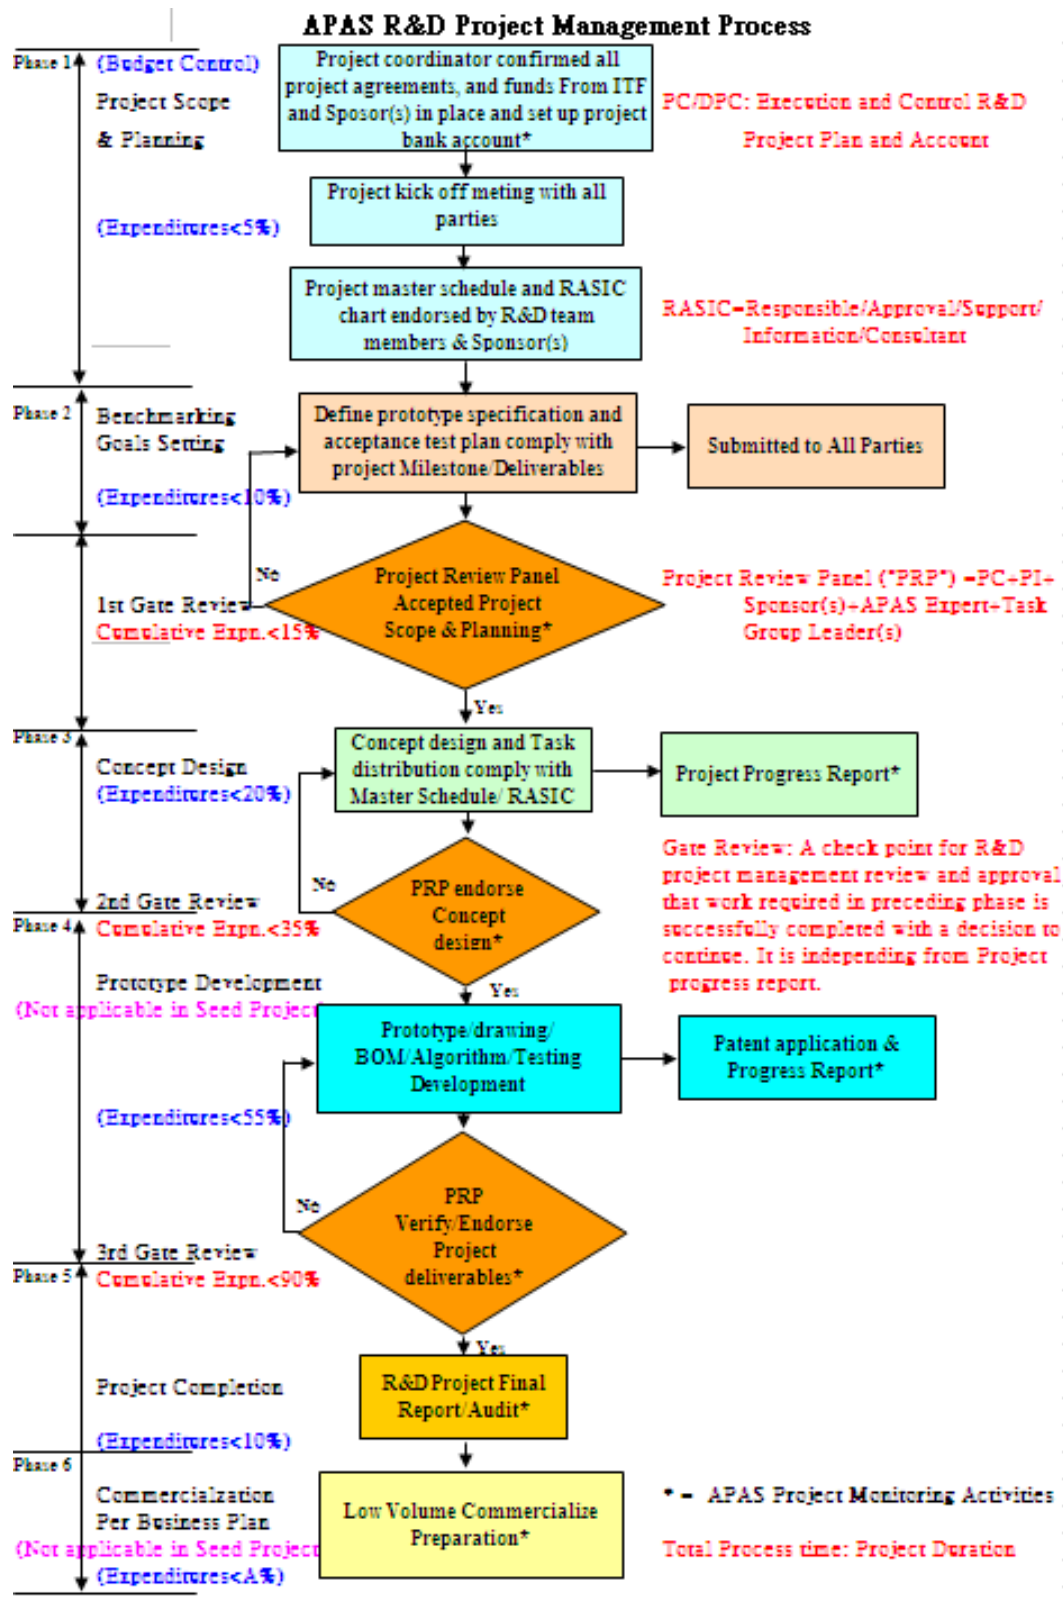 APAS R&D Project Management Process
Phase 1
(Budget Control)
Project Scope
& Planning
(Expenditures<5%)
Project coordinator confirmed all
project agreements, and funds From ITF
and Sposor(s) in place and set up project
bank account*
PC/DPC: Execution and Control R&D
Project Plan and Account
Project kick off meting with all
parties
Project master schedule and RASIC
chart endorsed by R&D team
members & Sponsor(s)
RASIC=Responsible/Approval/Support/
Information/Consultant
Phase 2
Benchmarking
Goals Setting
(Expenditures<10%)
Define prototype specification and
acceptance test plan comply with
project Milestone/Deliverables
Submitted to All Parties
No
1st Gate Review
Cumulative Expn.<15%
Project Review Panel
Accepted Project
Scope & Planning*
Project Review Panel ("PRP") =PC+PI+
Sponsor(s)+APAS Expert+Task
Group Leader(s)
Yes
Phase 3
Concept Design
(Expenditures<20%)
Concept design and Task
distribution comply with
Master Schedule/ RASIC
Project Progress Report*
No
2nd Gate Review
PRP endorse
Concept
design*
Gate Review: A check point for R&D
project management review and approval
that work required in preceding phase is
successfully completed with a decision to
continue. It is independing from Project
progress report.
Phase 4
Cumulative Expn.<35%
Yes
Prototype Development
(Not applicable in Seed Project
(Expenditures<55%)
Prototype/drawing/
BOM/Algorithm/Testing
Development
Patent application &
Progress Report*
No
PRP
Verify/Endorse
Project
deliverables*
3rd Gate Review
Phase 5
Cumulative Expn.<90%
Yes
Project Completion
(Expenditures<10%)
R&D Project Final
Report/Audit*
Phase 6
Commercialzation
Per Business Plan
(Not applicable in Seed Project
(Expenditures<A%)
Low Volume Commercialize
Preparation*
* = APAS Project Monitoring Activities
Total Process time: Project Duration